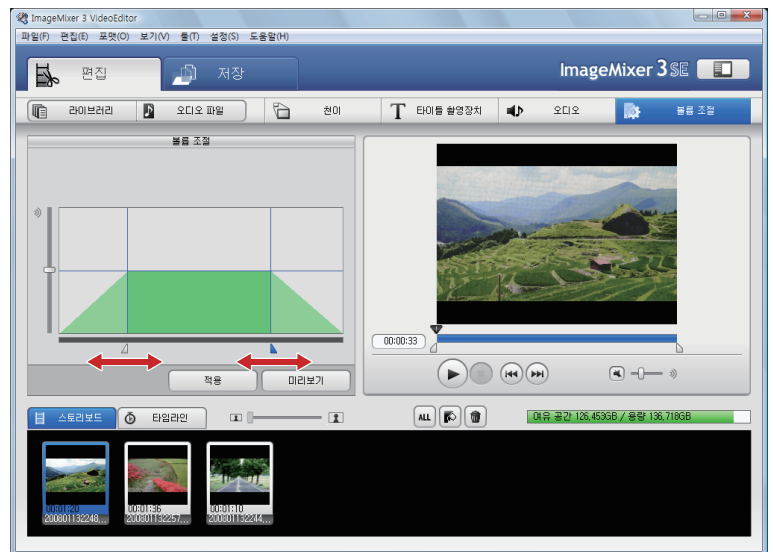 ImageMixer 3 VideoEditor
파일(F) 편집(E) 포맷(O) 보기(V) 툴(T) 설정(S) 도움말(H)
편집 저장 ImageMixer 3 SE
라이브러리 오디오 파일 천이 T 타이틀 촬영장치 오디오 볼륨 조절
볼륨 조절
00:00:33
적용 미리보기
스토리보드 타임라인 ALL 여유 공간 126,453GB / 용량 136,718GB
00:01:20 00:01:36 00:01:10
200801132248... 200801132257... 200801132244...